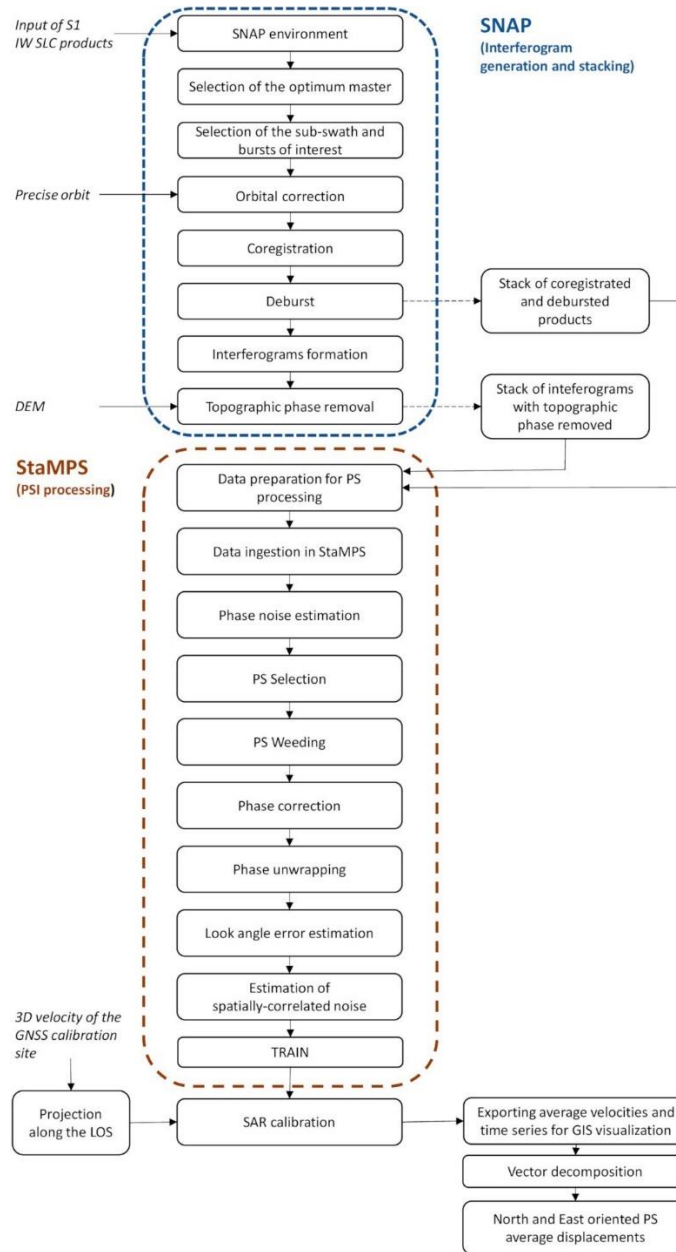 Input of S1
IW SLC products
SNAP environment
SNAP
(Interferogram
generation and stacking)
Selection of the optimum master
Selection of the sub-swath and
bursts of interest
Precise orbit
Orbital correction
Coregistration
Deburst
Stack of coregistrated
and debursted
products
Interferograms formation
DEM
Topographic phase removal
Stack of inteferograms
with topographic
phase removed
StaMPS
(PSI processing)
Data preparation for PS
processing
Data ingestion in StaMPS
Phase noise estimation
PS Selection
PS Weeding
Phase correction
Phase unwrapping
Look angle error estimation
Estimation of
spatially-correlated noise
3D velocity of the
GNSS calibration
site
TRAIN
Projection
along the LOS
SAR calibration
Exporting average velocities and
time series for GIS visualization
Vector decomposition
North and East oriented PS
average displacements